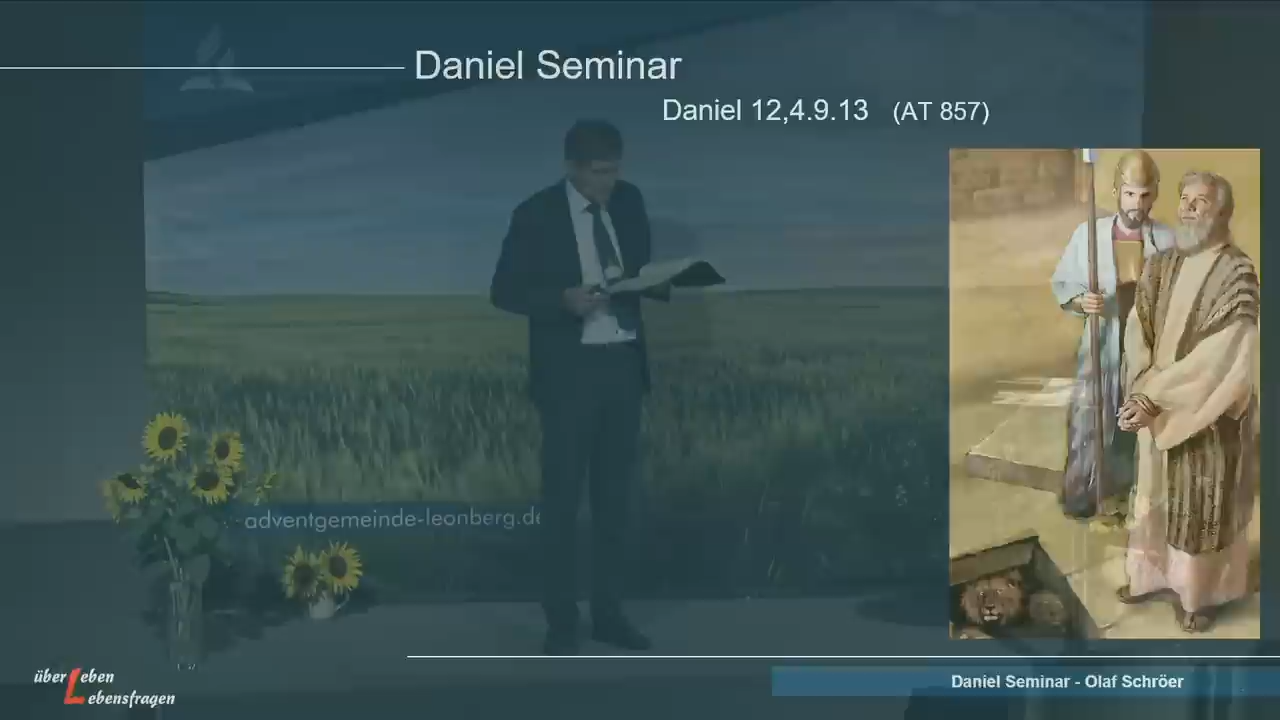 Daniel Seminar
Daniel 12,4.9.13 (AT 857)
adventgemeinde-leonberg.de
überLeben
Lebensfragen
Daniel Seminar - Olaf Schröer